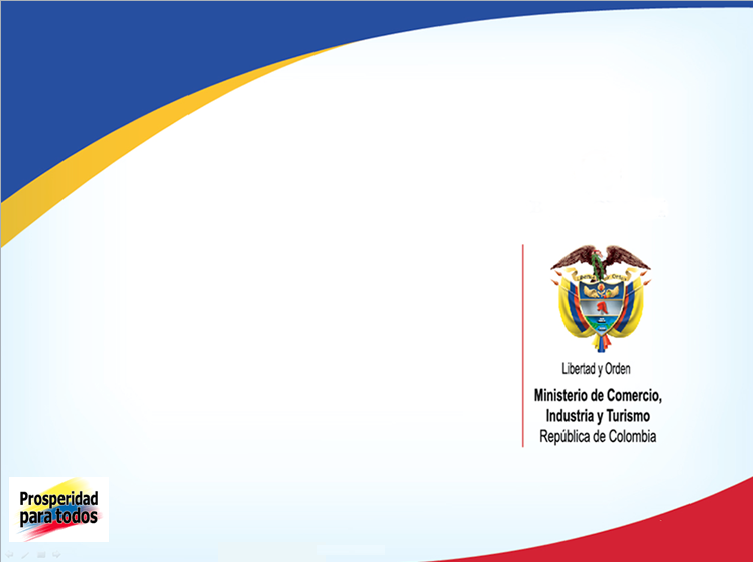 Libertad y Orden
Ministerio de Comercio,
Industria y Turismo
República de Colombia
Prosperidad
para todos